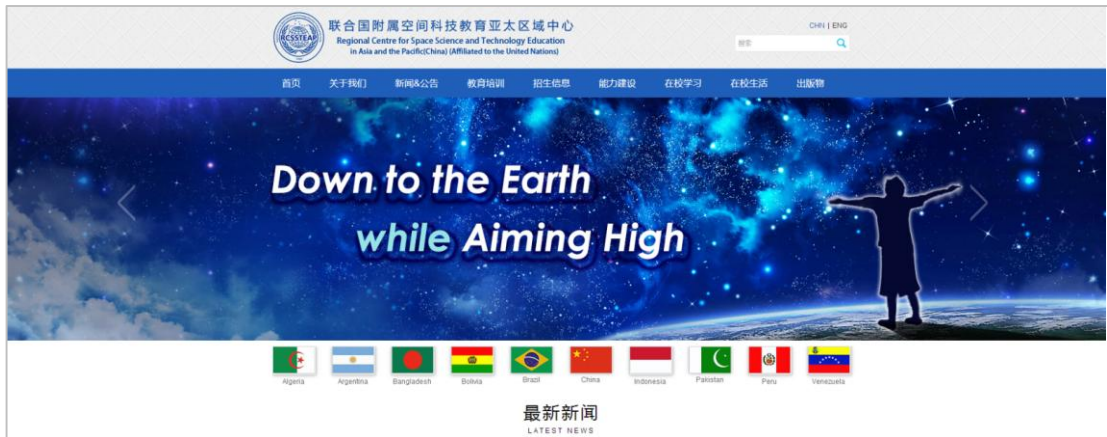 RCSSTEAP
联合国附属空间科技教育亚太区域中心
Regional Centre for Space Science and Technology Education
in Asia and the Pacific(China) (Affiliated to the United Nations)
CHN | ENG
搜索
首页 关于我们 新闻&公告 教育培训 招生信息 能力建设 在校学习 在校生活 出版物
Down to the Earth
while Aiming High
Algeria Argentina Bangladesh Bolivia Brazil China Indonesia Pakistan Peru Venezuela
最新新闻
LATEST NEWS